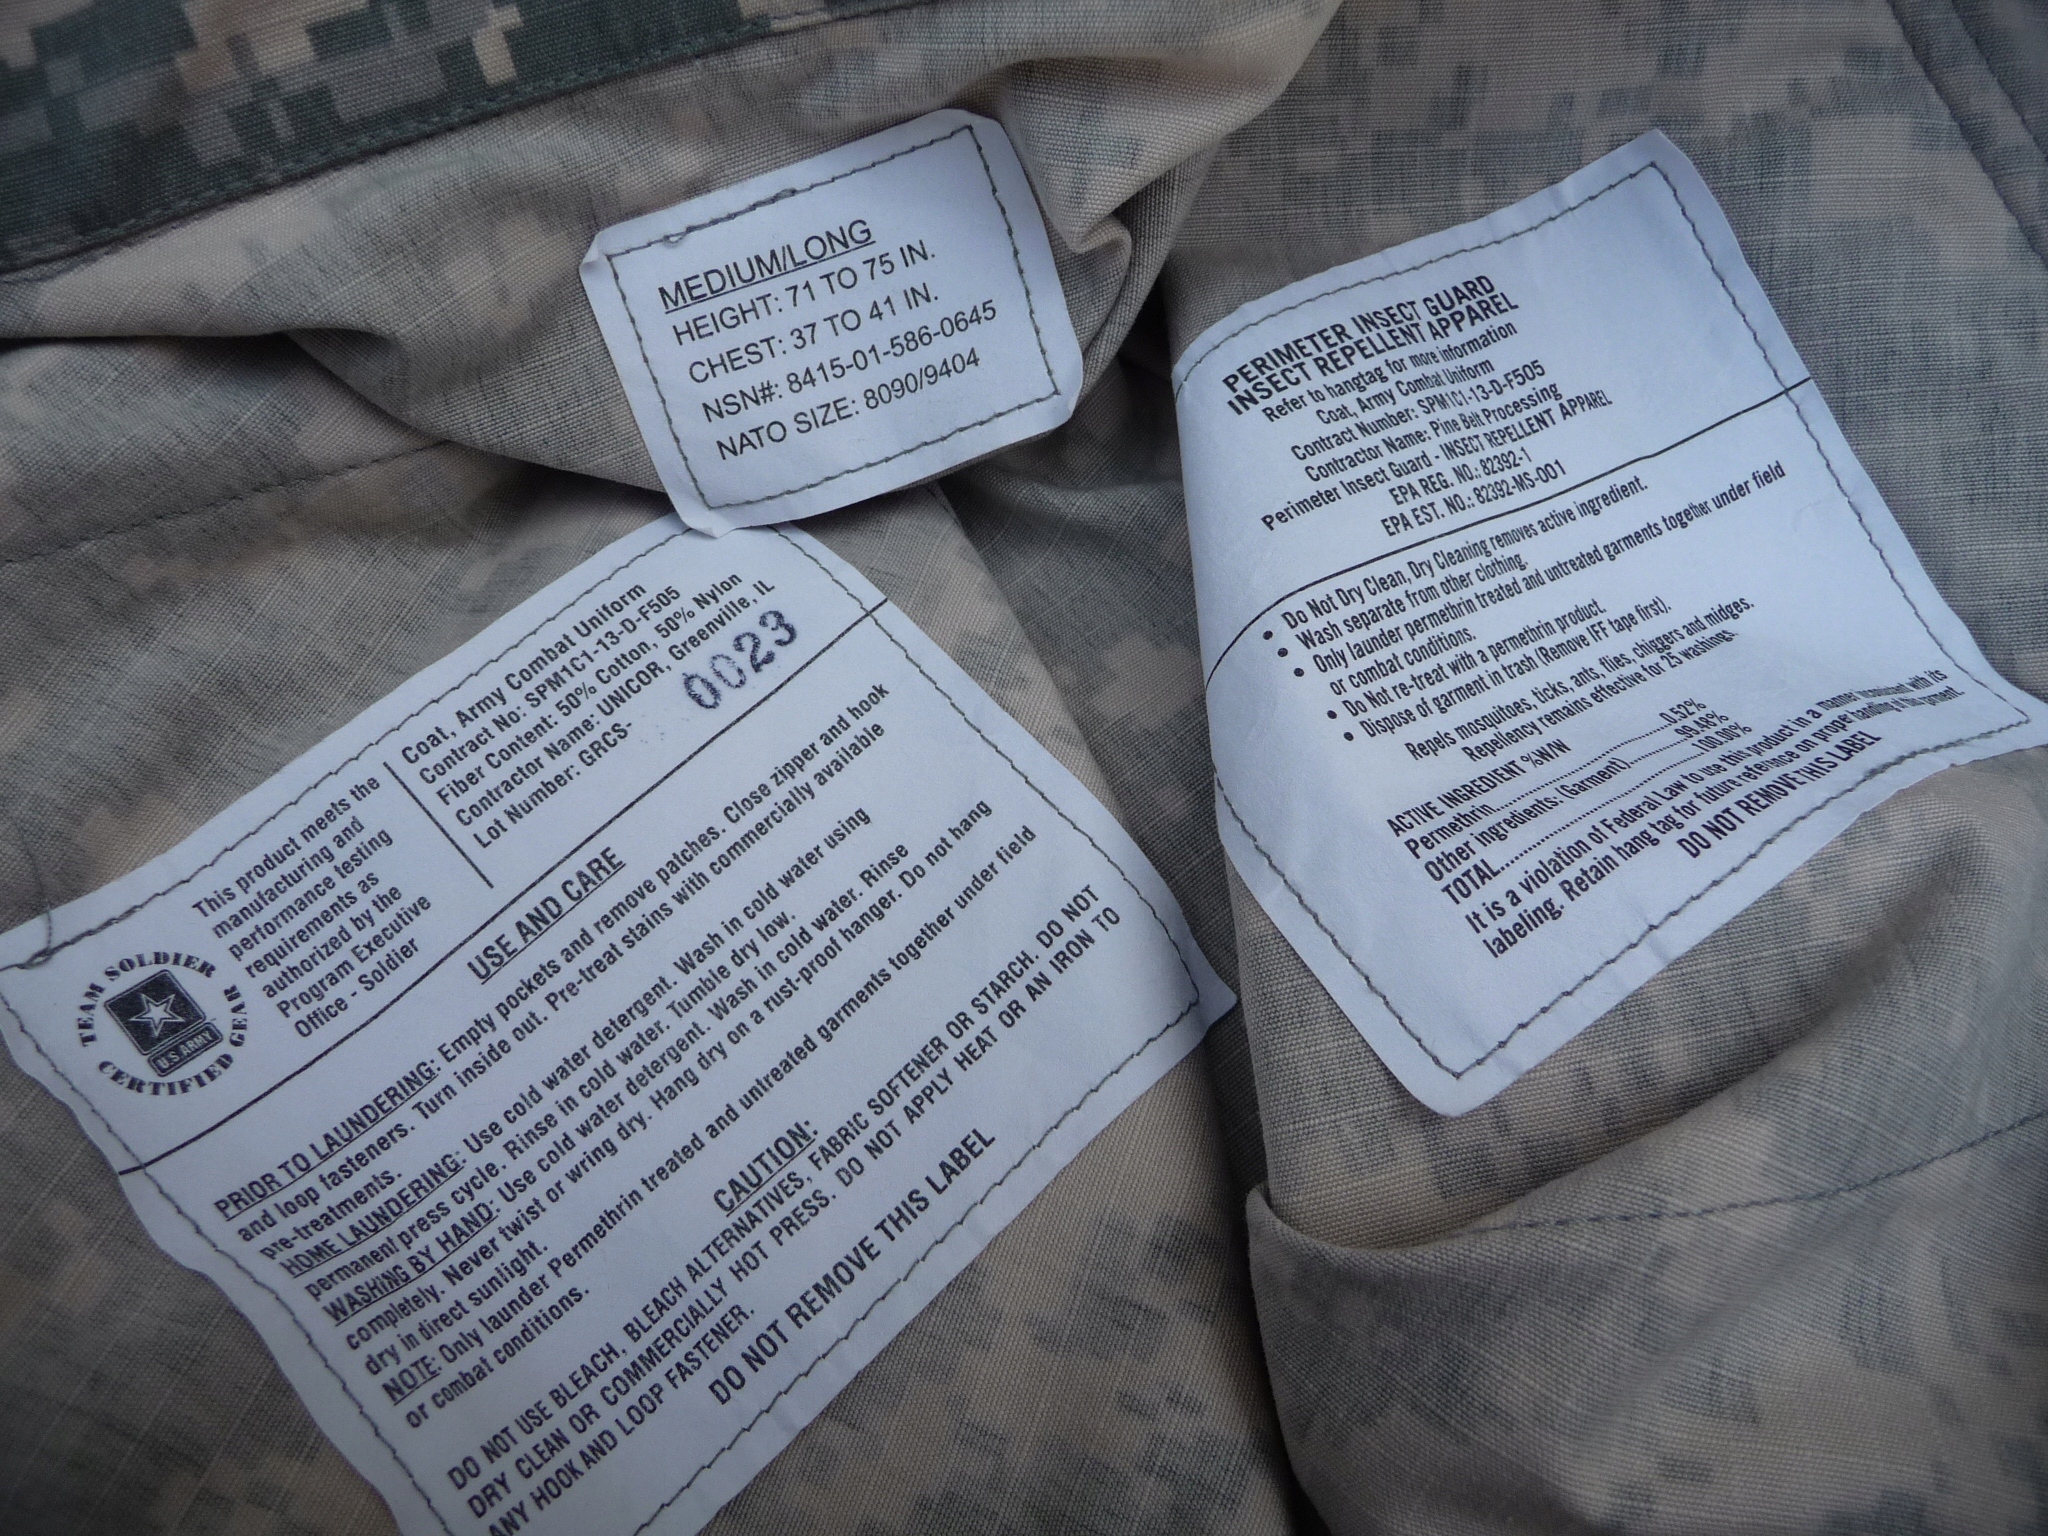 MEDIUM/LONG
HEIGHT: 71 TO 75 IN.
CHEST: 37 TO 41 IN.
NSN#: 8415-01-586-0645
NATO SIZE: 8090/9404
TEAM SOLDIER
U.S. ARMY
CERTIFIED GEAR
This product meets the
manufacturing and
performance testing
requirements as
authorized by the
Program Executive
Office - Soldier
Coat, Army Combat Uniform
Contract No: SPM1C1-13-D-F505
Fiber Content: 50% Cotton, 50% Nylon
Contractor Name: UNICOR, Greenville, IL
Lot Number: GRCS- 0023
USE AND CARE
PRIOR TO LAUNDERING: Empty pockets and remove patches. Close zipper and hook
and loop fasteners. Turn inside out. Pre-treat stains with commercially available
pre-treatments.
HOME LAUNDERING: Use cold water detergent. Wash in cold water using
permanent press cycle. Rinse in cold water. Tumble dry low.
WASHING BY HAND: Use cold water detergent. Wash in cold water. Rinse
completely. Never twist or wring dry. Hang dry on a rust-proof hanger. Do not hang
dry in direct sunlight.
NOTE: Only launder Permethrin treated and untreated garments together under field
or combat conditions.
CAUTION:
DO NOT USE BLEACH, BLEACH ALTERNATIVES, FABRIC SOFTENER OR STARCH. DO NOT
DRY CLEAN OR COMMERCIALLY HOT PRESS. DO NOT APPLY HEAT OR AN IRON TO
ANY HOOK AND LOOP FASTENER.
DO NOT REMOVE THIS LABEL
PERIMETER INSECT GUARD
INSECT REPELLENT APPAREL
Refer to hangtag for more information
Coat, Army Combat Uniform
Contract Number: SPM1C1-13-D-F505
Contractor Name: Pine Belt Processing
Perimeter Insect Guard - INSECT REPELLENT APPAREL
EPA REG. NO.: 82392-1
EPA EST. NO.: 82392-MS-001
• Do Not Dry Clean, Dry Cleaning removes active ingredient.
• Wash separate from other clothing.
• Only launder permethrin treated and untreated garments together under field
or combat conditions.
• Do Not re-treat with a permethrin product.
• Dispose of garment in trash (Remove IFF tape first).
Repels mosquitoes, ticks, ants, flies, chiggers and midges.
Repellency remains effective for 25 washings.
ACTIVE INGREDIENT %W/W
Permethrin....................0.52%
Other ingredients: (Garment)....................99.48%
TOTAL....................100.00%
It is a violation of Federal Law to use this product in a manner inconsistent with its
labeling. Retain hang tag for future reference on proper handling of this garment.
DO NOT REMOVE THIS LABEL